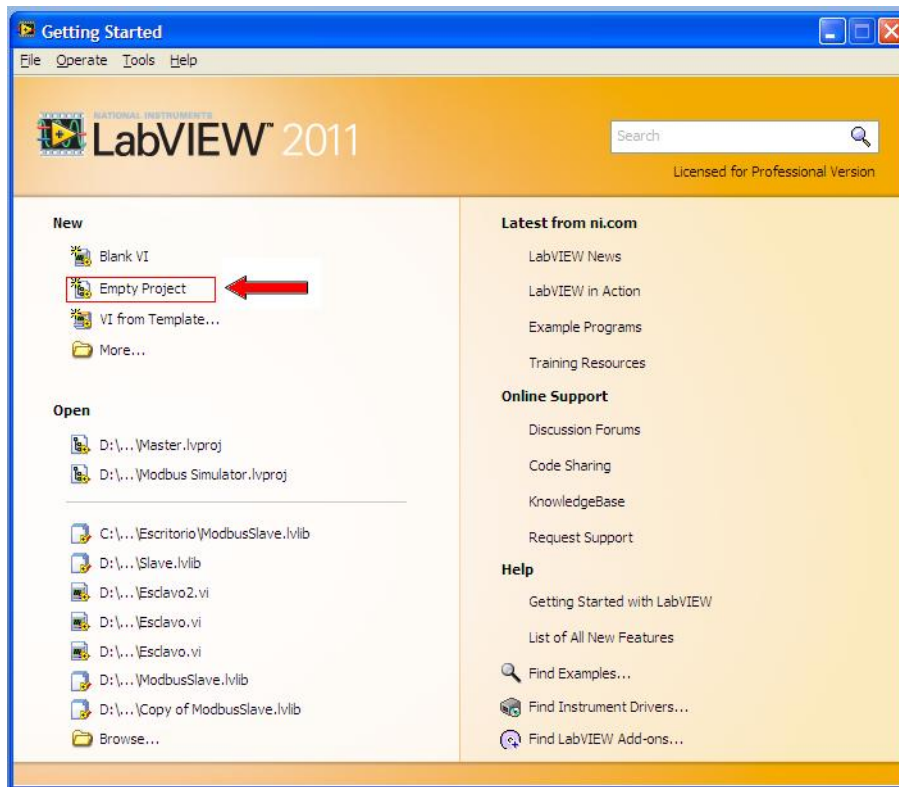 Getting Started
File Operate Tools Help
NATIONAL INSTRUMENTS
LabVIEW™ 2011
Search
Licensed for Professional Version
New
Blank VI
Empty Project
VI from Template...
More...
Open
D:\...\Master.lvproj
D:\...\Modbus Simulator.lvproj
C:\...\Escritorio\ModbusSlave.lvlib
D:\...\Slave.lvlib
D:\...\Esclavo2.vi
D:\...\Esclavo.vi
D:\...\Esclavo.vi
D:\...\ModbusSlave.lvlib
D:\...\Copy of ModbusSlave.lvlib
Browse...
Latest from ni.com
LabVIEW News
LabVIEW in Action
Example Programs
Training Resources
Online Support
Discussion Forums
Code Sharing
KnowledgeBase
Request Support
Help
Getting Started with LabVIEW
List of All New Features
Find Examples...
Find Instrument Drivers...
Find LabVIEW Add-ons...